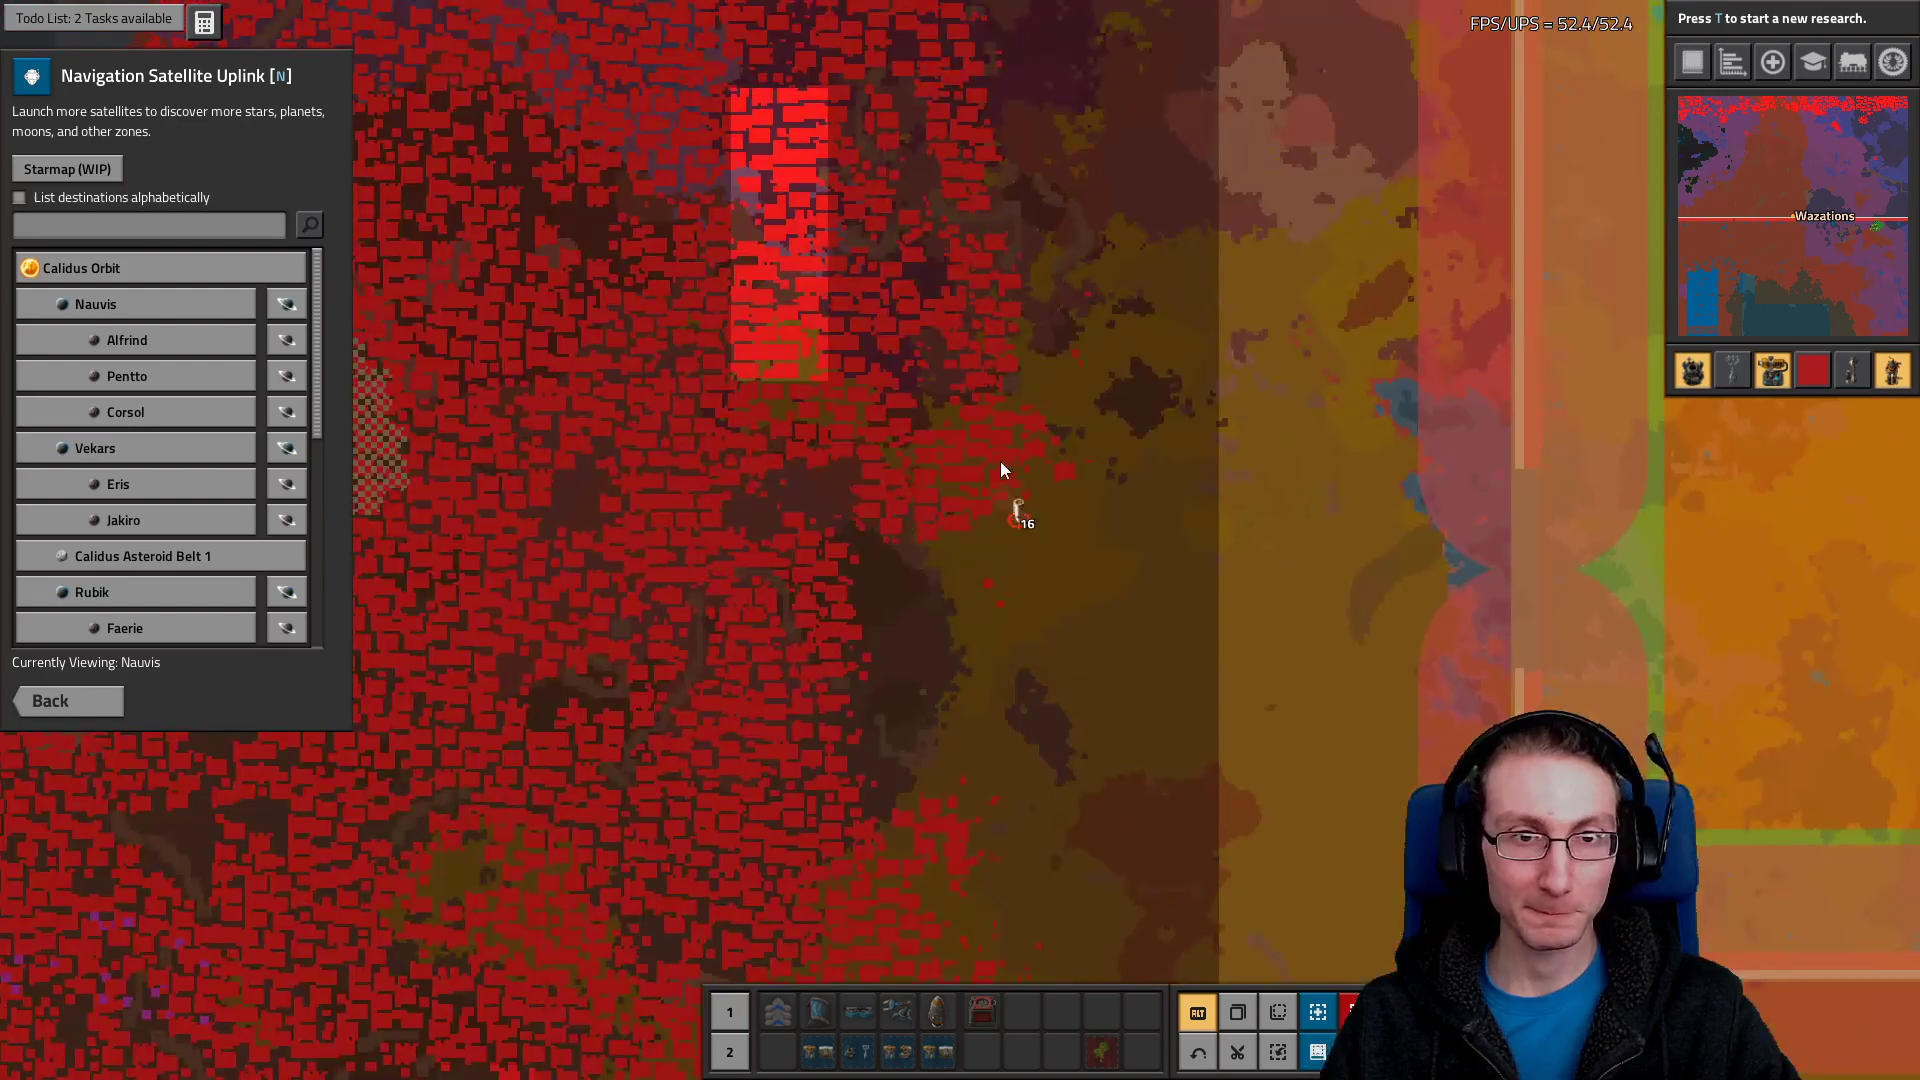 Todo List: 2 Tasks available
FPS/UPS = 52.4/52.4
Press T to start a new research.
Navigation Satellite Uplink [N]
Launch more satellites to discover more stars, planets,
moons, and other zones.
Starmap (WIP)
List destinations alphabetically
Calidus Orbit
Nauvis
Alfrind
Pentto
Corsol
Vekars
Eris
Jakiro
Calidus Asteroid Belt 1
Rubik
Faerie
Currently Viewing: Nauvis
Back
Wazations
16
1
2
ALT